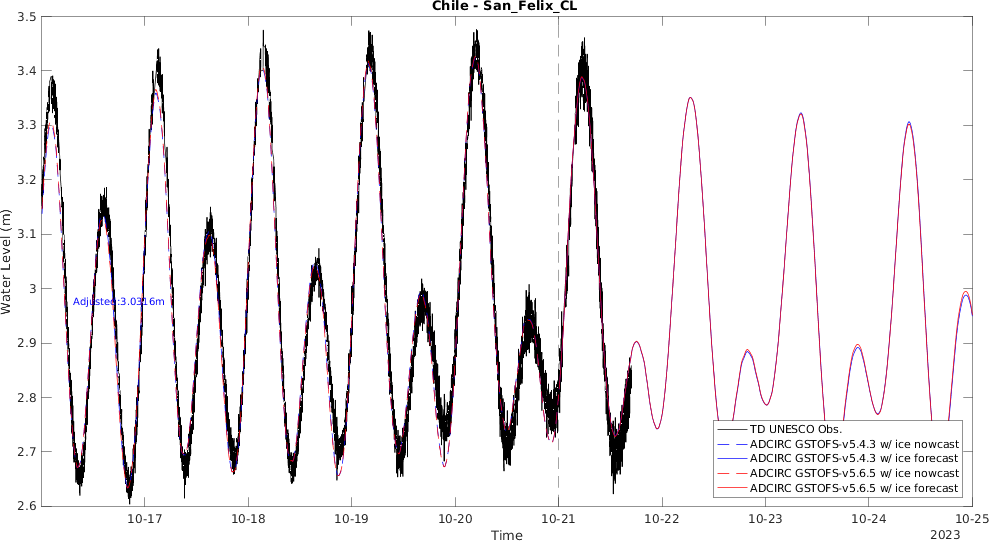 Chile - San_Felix_CL
3.5
3.4
3.3
3.2
3.1
3
2.9
2.8
2.7
2.6
Water Level (m)
Adjusted:3.0316m
TD UNESCO Obs.
ADCIRC GSTOFS-v5.4.3 w/ ice nowcast
ADCIRC GSTOFS-v5.4.3 w/ ice forecast
ADCIRC GSTOFS-v5.6.5 w/ ice nowcast
ADCIRC GSTOFS-v5.6.5 w/ ice forecast
10-17 10-18 10-19 10-20 10-21 10-22 10-23 10-24 10-25
Time
2023